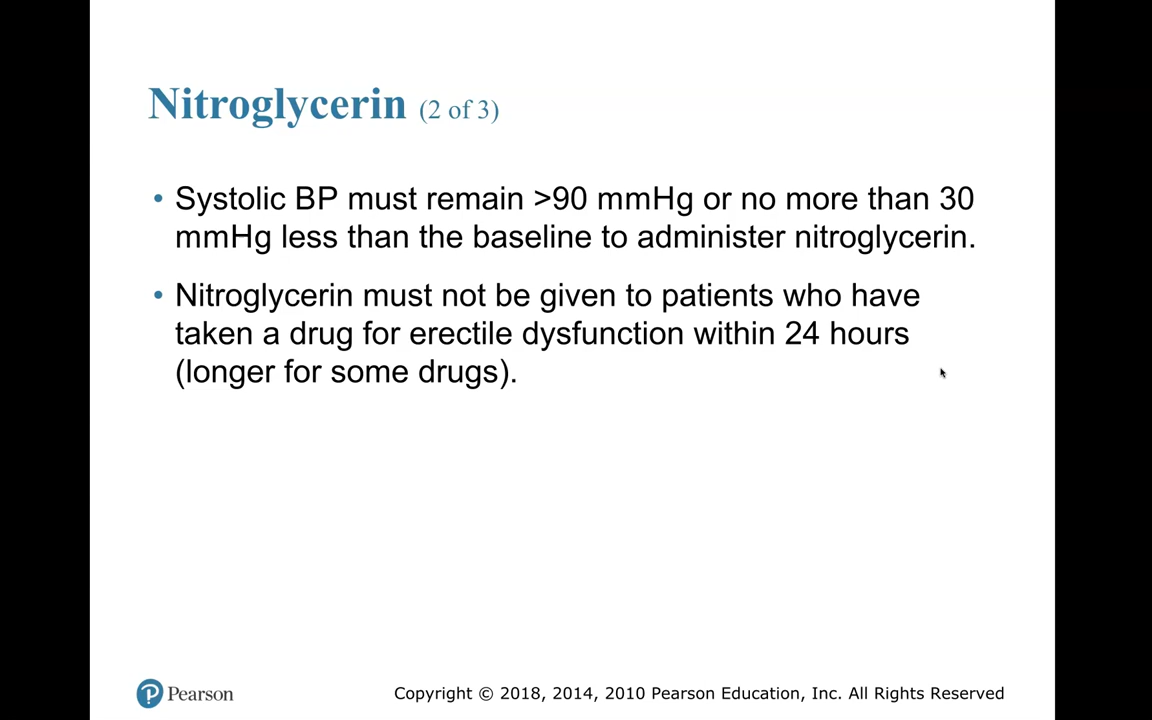 Nitroglycerin (2 of 3)
• Systolic BP must remain >90 mmHg or no more than 30
mmHg less than the baseline to administer nitroglycerin.
• Nitroglycerin must not be given to patients who have
taken a drug for erectile dysfunction within 24 hours
(longer for some drugs).
Pearson
Copyright © 2018, 2014, 2010 Pearson Education, Inc. All Rights Reserved